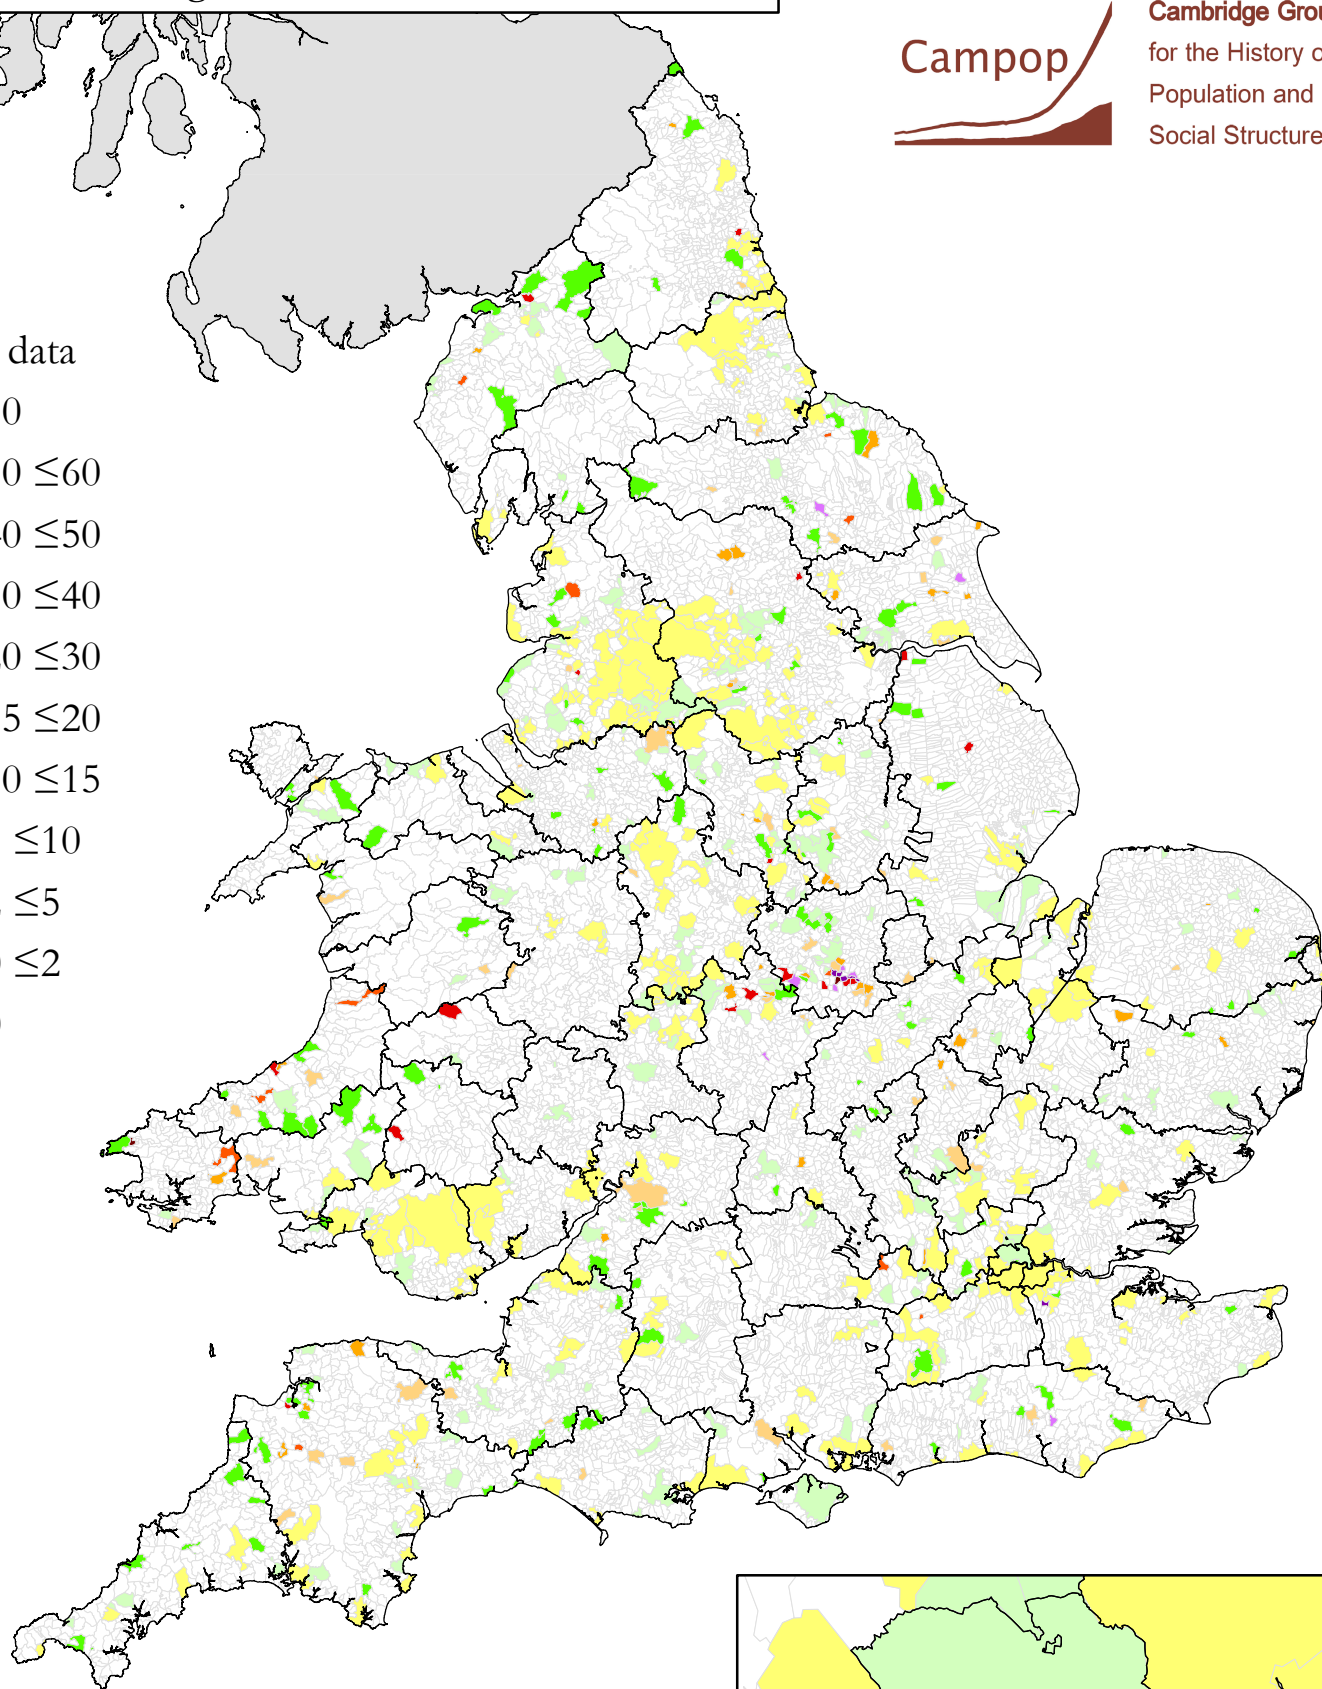 Campop
Cambridge Grou
for the History o
Population and
Social Structure
data
0
0 ≤60
0 ≤50
0 ≤40
0 ≤30
5 ≤20
0 ≤15
≤10
≤5
≤2